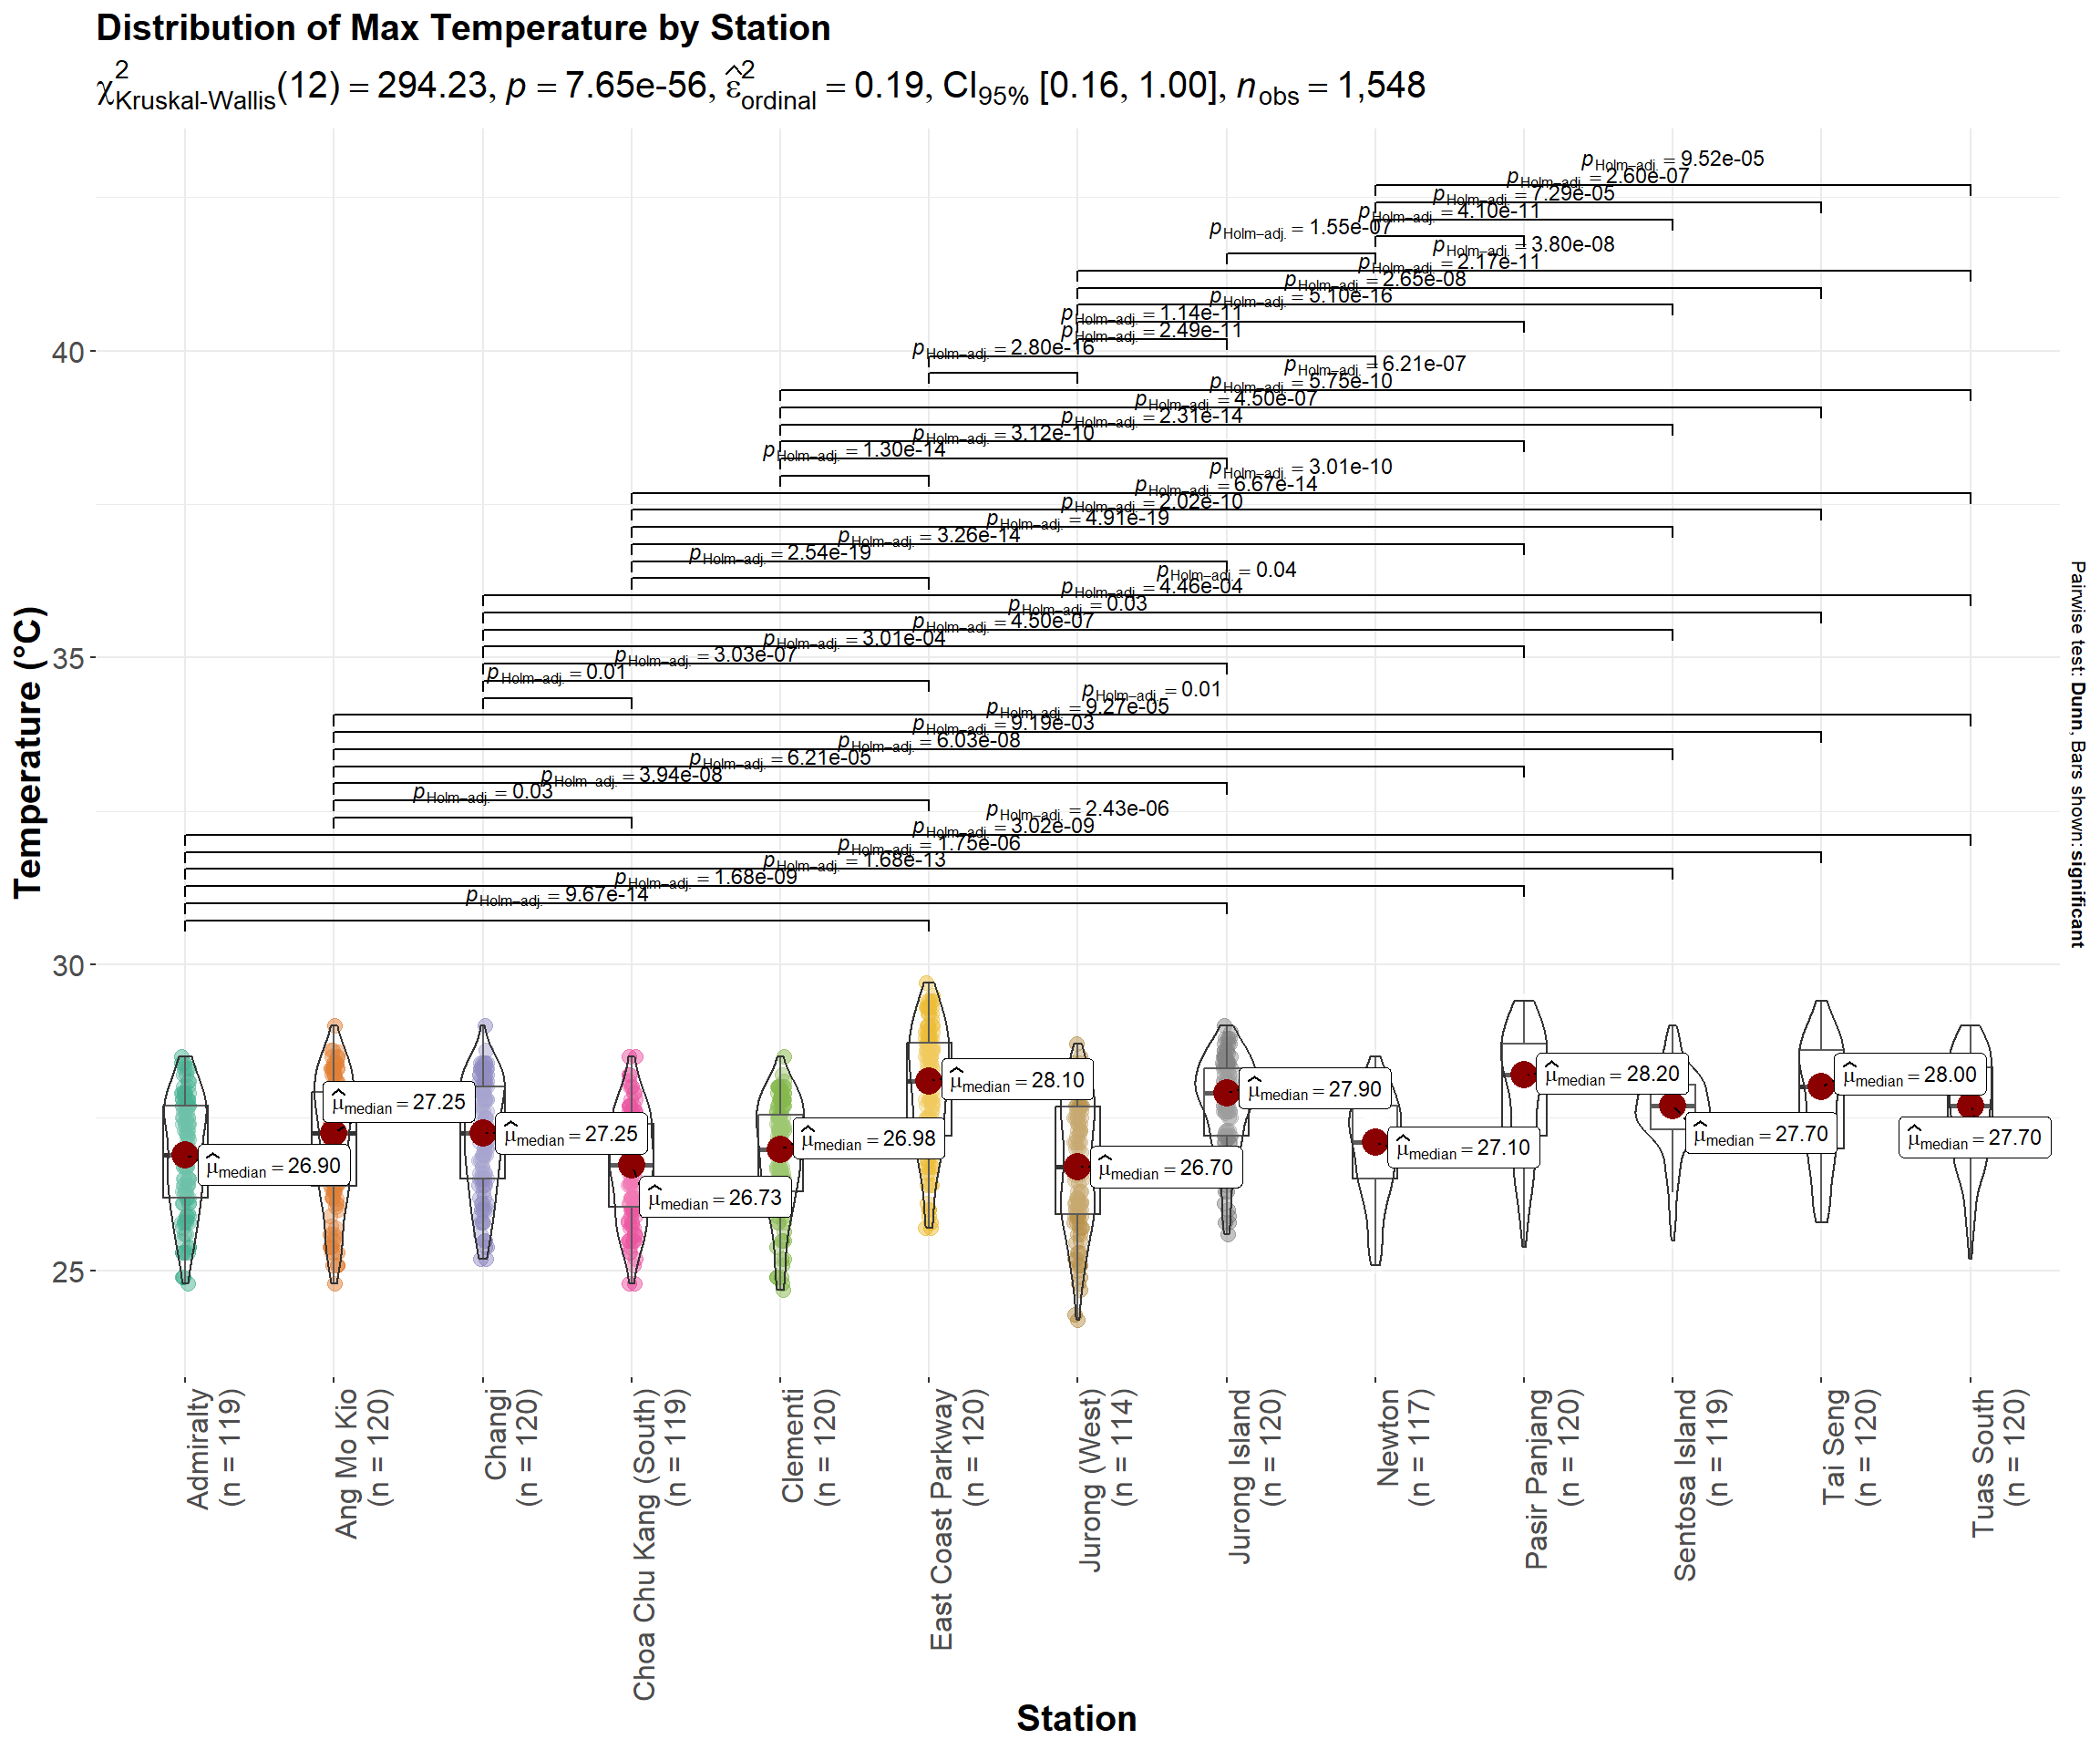 Distribution of Max Temperature by Station
χ²Kruskal-Wallis(12) = 294.23, p = 7.65e-56, ε̂²ordinal = 0.19, CI95% [0.16, 1.00], nobs = 1,548
pHolm–adj. = 9.52e-05
pHolm–adj. = 2.60e-07
pHolm–adj. = 7.29e-05
pHolm–adj. = 4.10e-11
pHolm–adj. = 1.55e-07
pHolm–adj. = 3.80e-08
pHolm–adj. = 2.17e-11
pHolm–adj. = 2.65e-08
pHolm–adj. = 5.10e-16
pHolm–adj. = 1.14e-11
pHolm–adj. = 2.49e-11
pHolm–adj. = 2.80e-16
pHolm–adj. = 6.21e-07
pHolm–adj. = 5.75e-10
pHolm–adj. = 4.50e-07
pHolm–adj. = 2.31e-14
pHolm–adj. = 3.12e-10
pHolm–adj. = 1.30e-14
pHolm–adj. = 3.01e-10
pHolm–adj. = 6.67e-14
pHolm–adj. = 2.02e-10
pHolm–adj. = 4.91e-19
pHolm–adj. = 3.26e-14
pHolm–adj. = 2.54e-19
pHolm–adj. = 0.04
pHolm–adj. = 4.46e-04
pHolm–adj. = 0.03
pHolm–adj. = 4.50e-07
pHolm–adj. = 3.01e-04
pHolm–adj. = 3.03e-07
pHolm–adj. = 0.01
pHolm–adj. = 0.01
pHolm–adj. = 9.27e-05
pHolm–adj. = 9.19e-03
pHolm–adj. = 6.03e-08
pHolm–adj. = 6.21e-05
pHolm–adj. = 3.94e-08
pHolm–adj. = 0.03
pHolm–adj. = 2.43e-06
pHolm–adj. = 3.02e-09
pHolm–adj. = 1.75e-06
pHolm–adj. = 1.68e-13
pHolm–adj. = 1.68e-09
pHolm–adj. = 9.67e-14
40
35
30
25
Temperature (°C)
Pairwise test: Dunn, Bars shown: significant
μ̂median = 26.90
μ̂median = 27.25
μ̂median = 27.25
μ̂median = 26.73
μ̂median = 26.98
μ̂median = 28.10
μ̂median = 26.70
μ̂median = 27.90
μ̂median = 27.10
μ̂median = 28.20
μ̂median = 27.70
μ̂median = 28.00
μ̂median = 27.70
Admiralty
(n = 119)
Ang Mo Kio
(n = 120)
Changi
(n = 120)
Choa Chu Kang (South)
(n = 119)
Clementi
(n = 120)
East Coast Parkway
(n = 120)
Jurong (West)
(n = 114)
Jurong Island
(n = 120)
Newton
(n = 117)
Pasir Panjang
(n = 120)
Sentosa Island
(n = 119)
Tai Seng
(n = 120)
Tuas South
(n = 120)
Station